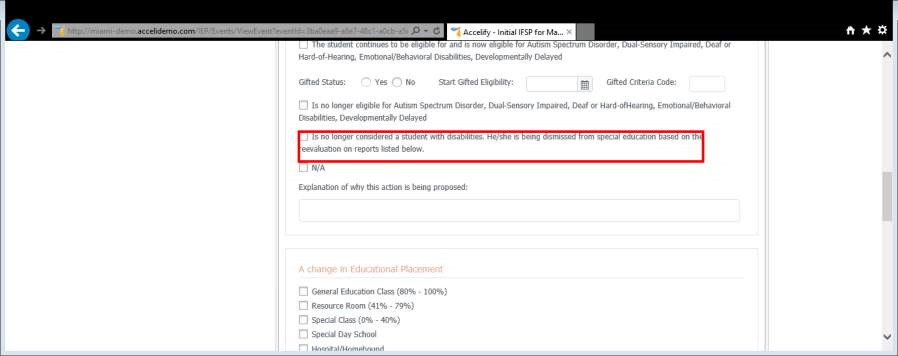 http://miami-demo.accelidemo.com/IEP/Events/ViewEvent?eventId=
Accelify - Initial IFSP for Ma... ×
The student continues to be eligible for and is now eligible for Autism Spectrum Disorder, Dual-Sensory Impaired, Deaf or
Hard-of-Hearing, Emotional/Behavioral Disabilities, Developmentally Delayed
Gifted Status: Yes No Start Gifted Eligibility: Gifted Criteria Code:
Is no longer eligible for Autism Spectrum Disorder, Dual-Sensory Impaired, Deaf or Hard-ofHearing, Emotional/Behavioral
Disabilities, Developmentally Delayed
Is no longer considered a student with disabilities. He/she is being dismissed from special education based on the
reevaluation on reports listed below.
N/A
Explanation of why this action is being proposed:
A change in Educational Placement
General Education Class (80% - 100%)
Resource Room (41% - 79%)
Special Class (0% - 40%)
Special Day School
Hospital/Homebound